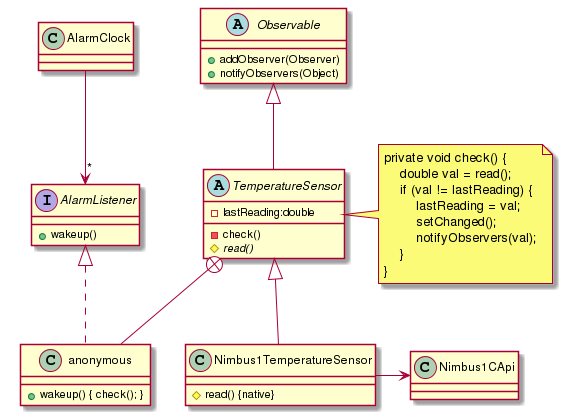 C AlarmClock
A Observable
addObserver(Observer)
notifyObservers(Object)
*
I AlarmListener
wakeup()
A TemperatureSensor
lastReading:double
check()
read()
private void check() {
double val = read();
if (val != lastReading) {
lastReading = val;
setChanged();
notifyObservers(val);
}
}
C anonymous
wakeup() { check(); }
C Nimbus1TemperatureSensor
read() {native}
C Nimbus1CApi